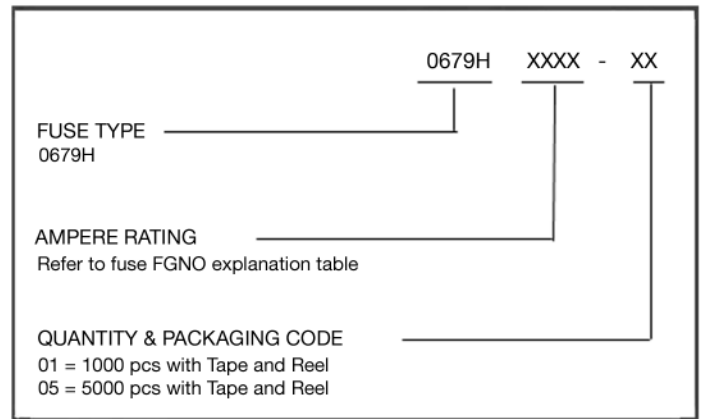 0679H XXXX - XX
FUSE TYPE
0679H
AMPERE RATING
Refer to fuse FGNO explanation table
QUANTITY & PACKAGING CODE
01 = 1000 pcs with Tape and Reel
05 = 5000 pcs with Tape and Reel